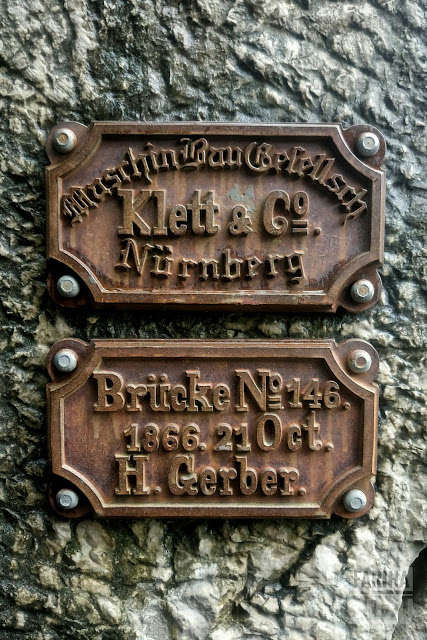 Maschin Bau Gesellsch
Klett & Co.
Nürnberg
Brücke No 146.
1866. 21 Oct.
H. Gerber.